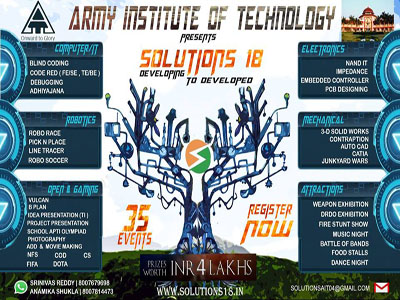 ARMY INSTITUTE OF TECHNOLOGY
Onward to Glory
PRESENTS
SOLUTIONS 18
DEVELOPING
TO DEVELOPED
COMPUTER/IT
BLIND CODING
CODE RED ( FE/SE , TE/BE )
DEBUGGING
ADHYAJANA
ROBOTICS
ROBO RACE
PICK N PLACE
LINE TRACER
ROBO SOCCER
OPEN & GAMING
VULCAN
B PLAN
IDEA PRESENTATION (IT )
PROJECT PRESENTATION
SCHOOL APTI OLYMPIAD
PHOTOGRAPHY
ADD & MOVIE MAKING
NFS COD CS
FIFA DOTA
ELECTRONICS
NAND IT
IMPEDANCE
EMBEDDED CONTROLLER
PCB DESIGNING
MECHANICAL
3-D SOLID WORKS
CONTRAPTION
AUTO CAD
CATIA
JUNKYARD WARS
ATTRACTIONS
WEAPON EXHIBITION
DRDO EXHIBITION
FIRE STUNT SHOW
MUSIC NIGHT
BATTLE OF BANDS
FOOD STALLS
DANCE NIGHT
35
EVENTS
REGISTER
NOW
PRIZES
WORTH INR 4 LAKHS
SRIYANSH / 8007679698
ANAMIKA SHUKLA / 8007814473
WWW.SOLUTIONS18.IN
SOLUTIONSAIT04@GMAIL.COM